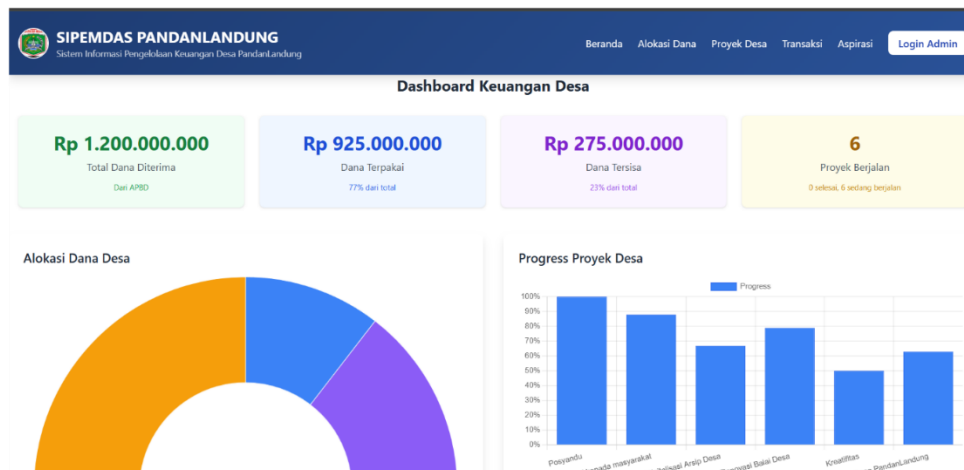 SIPEMDAS PANDANLANDUNG
Sistem Informasi Pengelolaan Keuangan Desa PandanLandung
Beranda Alokasi Dana Proyek Desa Transaksi Aspirasi Login Admin
Dashboard Keuangan Desa
Rp 1.200.000.000
Total Dana Diterima
Dari APBD
Rp 925.000.000
Dana Terpakai
77% dari total
Rp 275.000.000
Dana Tersisa
23% dari total
6
Proyek Berjalan
0 selesai, 6 sedang berjalan
Alokasi Dana Desa
Progress Proyek Desa
Progress
100%
90%
80%
70%
60%
50%
40%
30%
20%
10%
0%
Posyandu
masyarakat
Arsip Desa
Balai Desa
Kreatifitas
PandanLandung